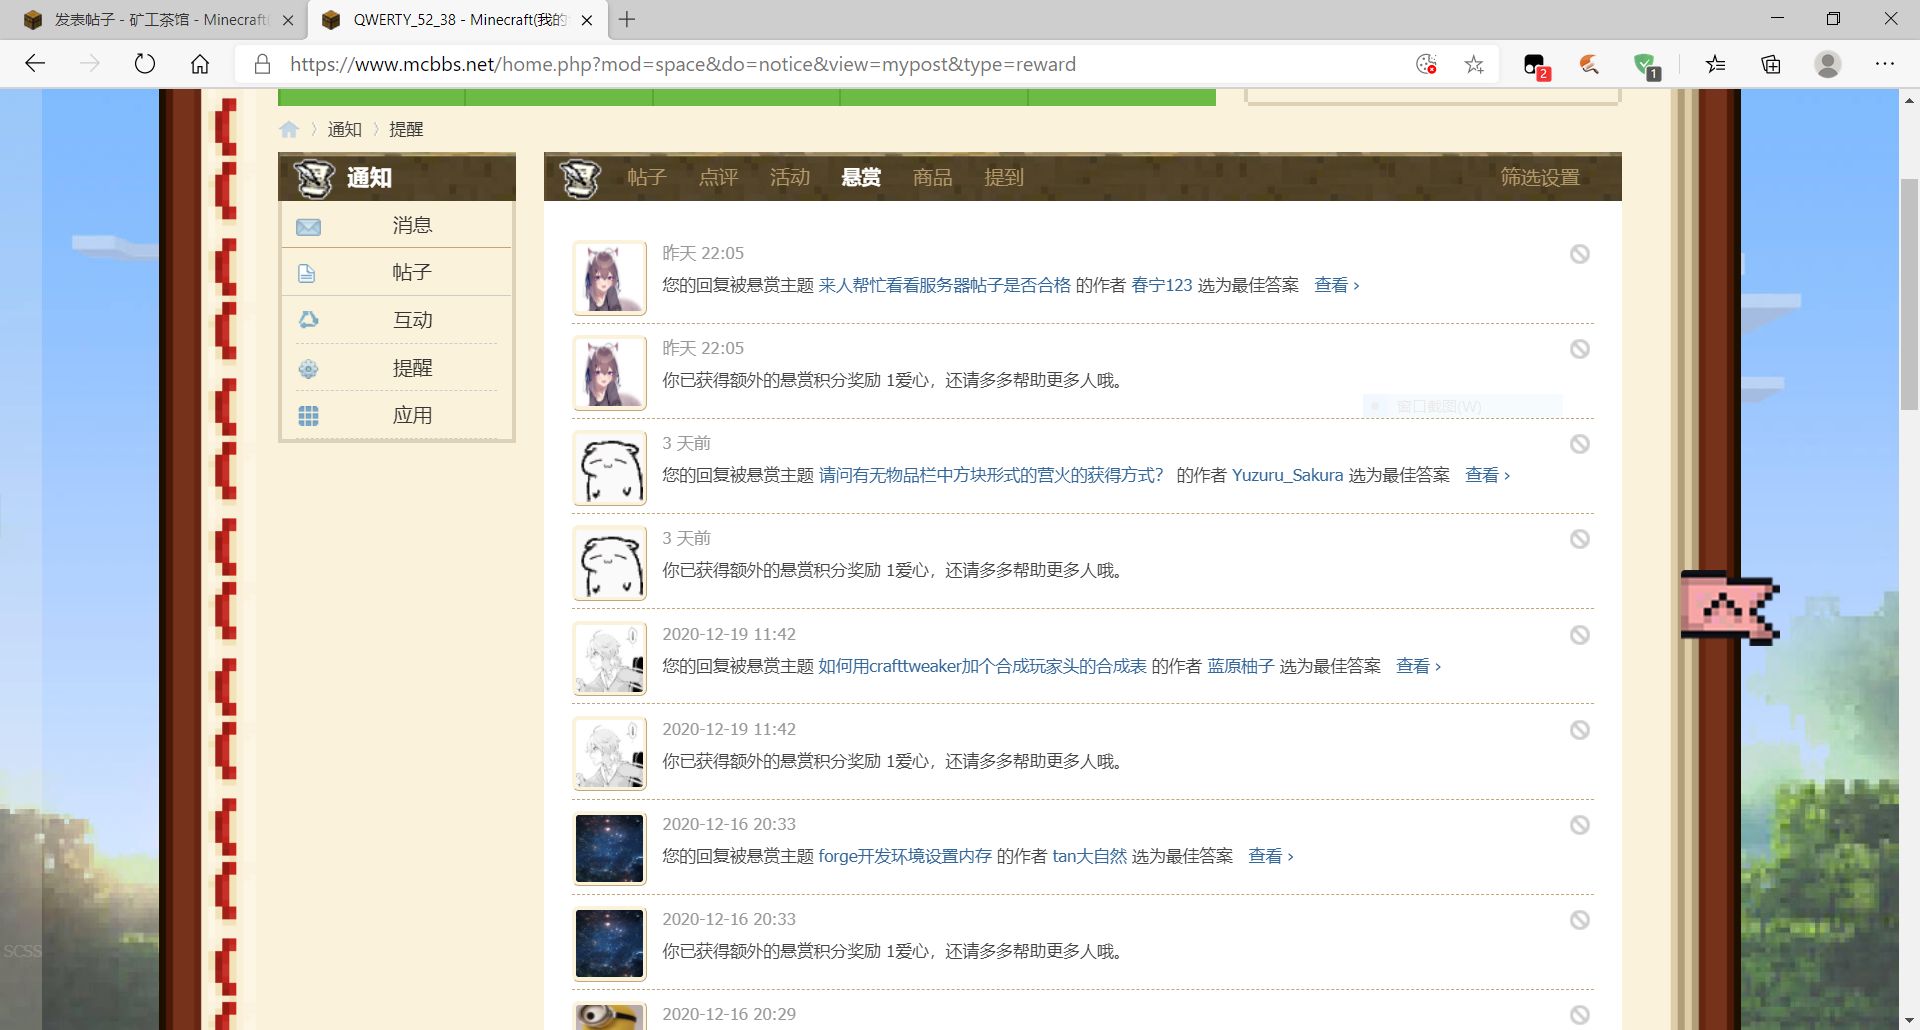 发表帖子 - 矿工茶馆 - Minecraft(
QWERTY_52_38 - Minecraft(我的
https://www.mcbbs.net/home.php?mod=space&do=notice&view=mypost&type=reward
2
1
通知 提醒
通知
消息
帖子
互动
提醒
应用
帖子 点评 活动 悬赏 商品 提到 筛选设置
昨天 22:05
您的回复被悬赏主题 来人帮忙看看服务器帖子是否合格 的作者 春宁123 选为最佳答案 查看 ›
昨天 22:05
你已获得额外的悬赏积分奖励 1爱心，还请多多帮助更多人哦。
窗口截图(W)
3 天前
您的回复被悬赏主题 请问有无物品栏中方块形式的营火的获得方式？ 的作者 Yuzuru_Sakura 选为最佳答案 查看 ›
3 天前
你已获得额外的悬赏积分奖励 1爱心，还请多多帮助更多人哦。
2020-12-19 11:42
您的回复被悬赏主题 如何用crafttweaker加个合成玩家头的合成表 的作者 蓝原柚子 选为最佳答案 查看 ›
2020-12-19 11:42
你已获得额外的悬赏积分奖励 1爱心，还请多多帮助更多人哦。
2020-12-16 20:33
您的回复被悬赏主题 forge开发环境设置内存 的作者 tan大自然 选为最佳答案 查看 ›
2020-12-16 20:33
你已获得额外的悬赏积分奖励 1爱心，还请多多帮助更多人哦。
2020-12-16 20:29
SCSS